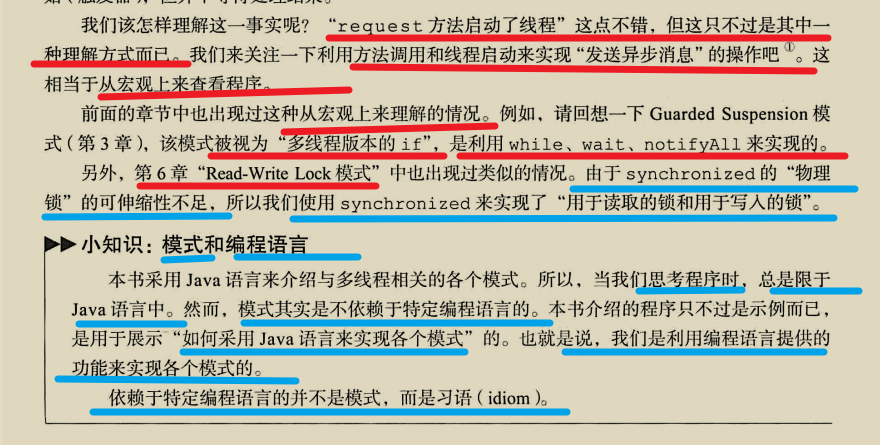 我们该怎样理解这一事实呢？“request 方法启动了线程”这点不错，但这只不过是其中一
种理解方式而已。我们来关注一下利用方法调用和线程启动来实现“发送异步消息”的操作吧①。这
相当于从宏观上来查看程序。
前面的章节中也出现过这种从宏观上来理解的情况。例如，请回想一下 Guarded Suspension 模
式（第 3 章），该模式被视为“多线程版本的 if”，是利用 while、wait、notifyAll 来实现的。
另外，第 6 章“Read-Write Lock 模式”中也出现过类似的情况。由于 synchronized 的“物理
锁”的可伸缩性不足，所以我们使用 synchronized 来实现了“用于读取的锁和用于写入的锁”。
▶▶ 小知识：模式和编程语言
本书采用 Java 语言来介绍与多线程相关的各个模式。所以，当我们思考程序时，总是限于
Java 语言中。然而，模式其实是不依赖于特定编程语言的。本书介绍的程序只不过是示例而已，
是用于展示“如何采用 Java 语言来实现各个模式”的。也就是说，我们是利用编程语言提供的
功能来实现各个模式的。
依赖于特定编程语言的并不是模式，而是习语（idiom）。